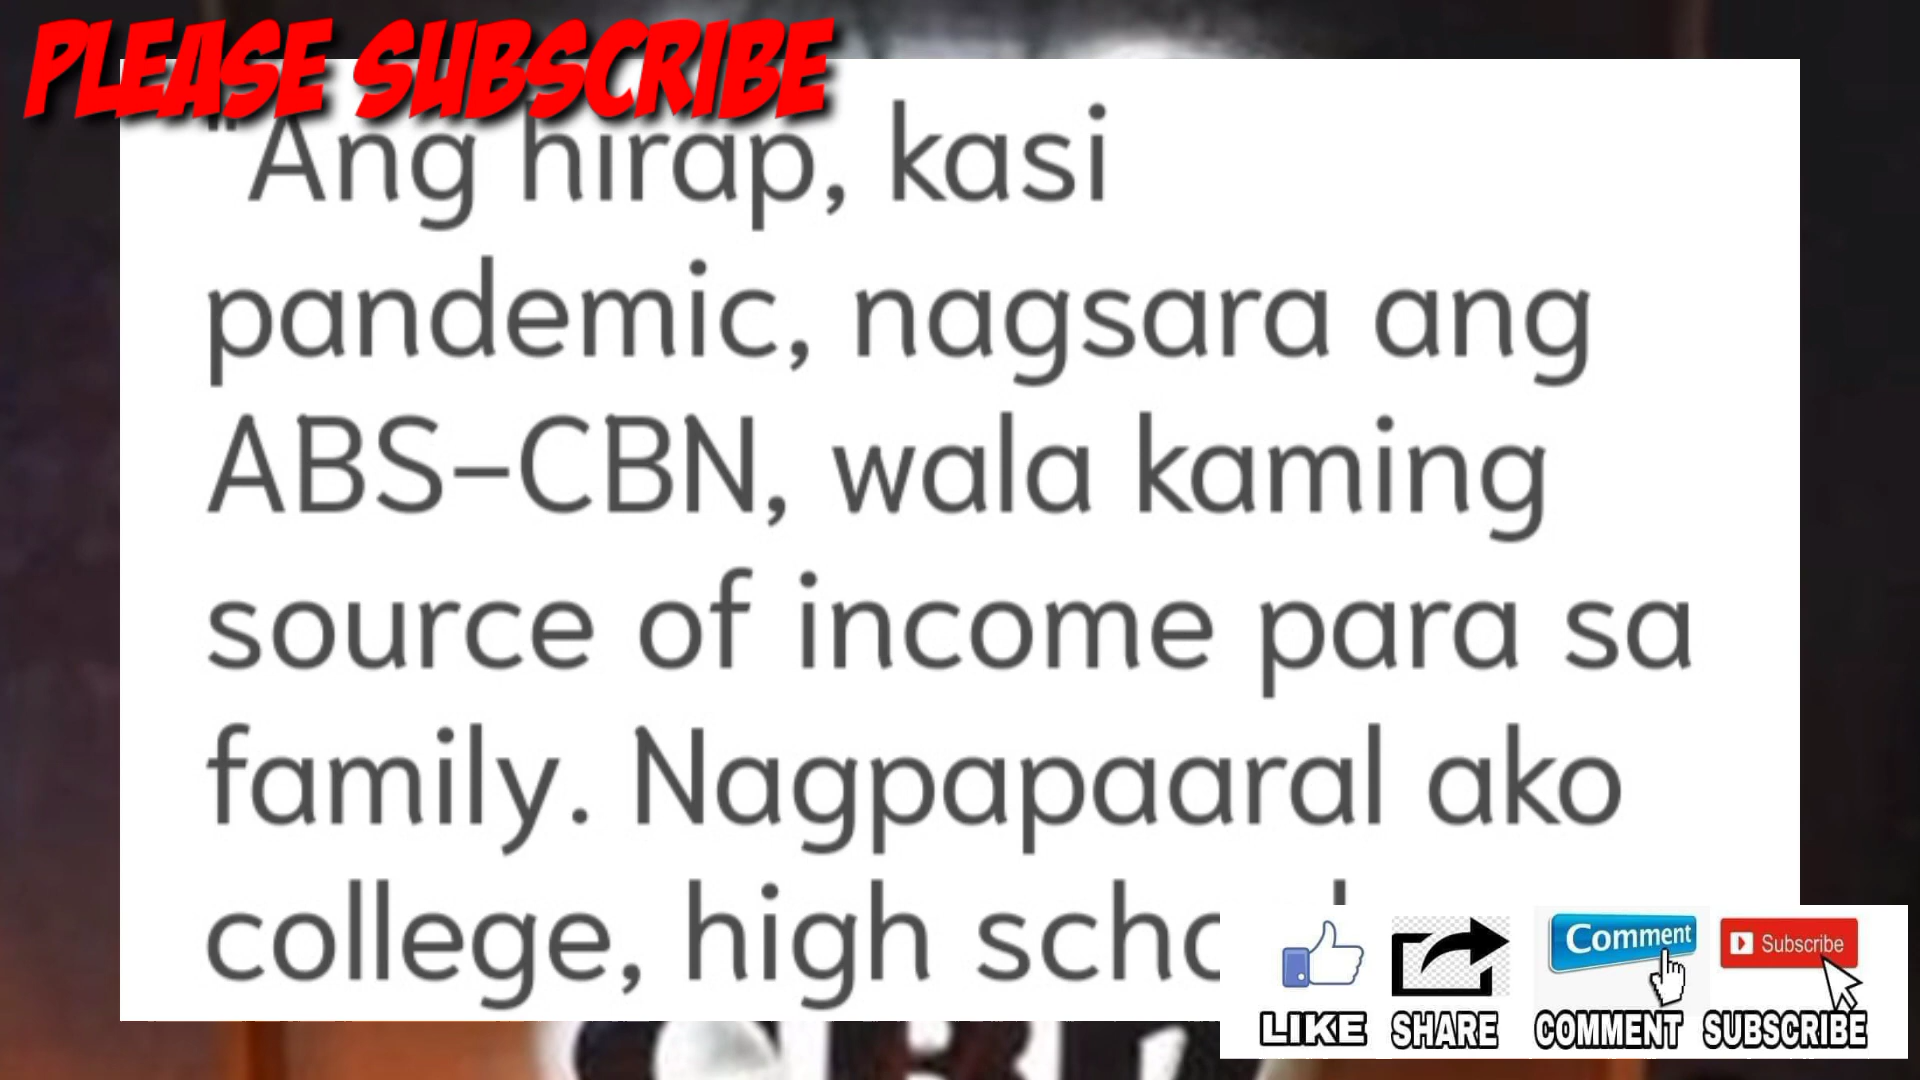 PLEASE SUBSCRIBE
"Ang hirap, kasi
pandemic, nagsara ang
ABS-CBN, wala kaming
source of income para sa
family. Nagpapaaral ako
college, high
Comment
Subscribe
LIKE SHARE COMMENT SUBSCRIBE